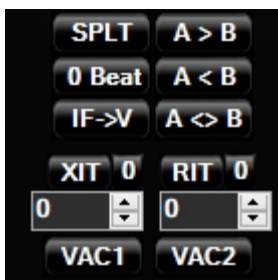 SPLT A > B
0 Beat A < B
IF->V A <> B
XIT 0 RIT 0
0 0
VAC1 VAC2